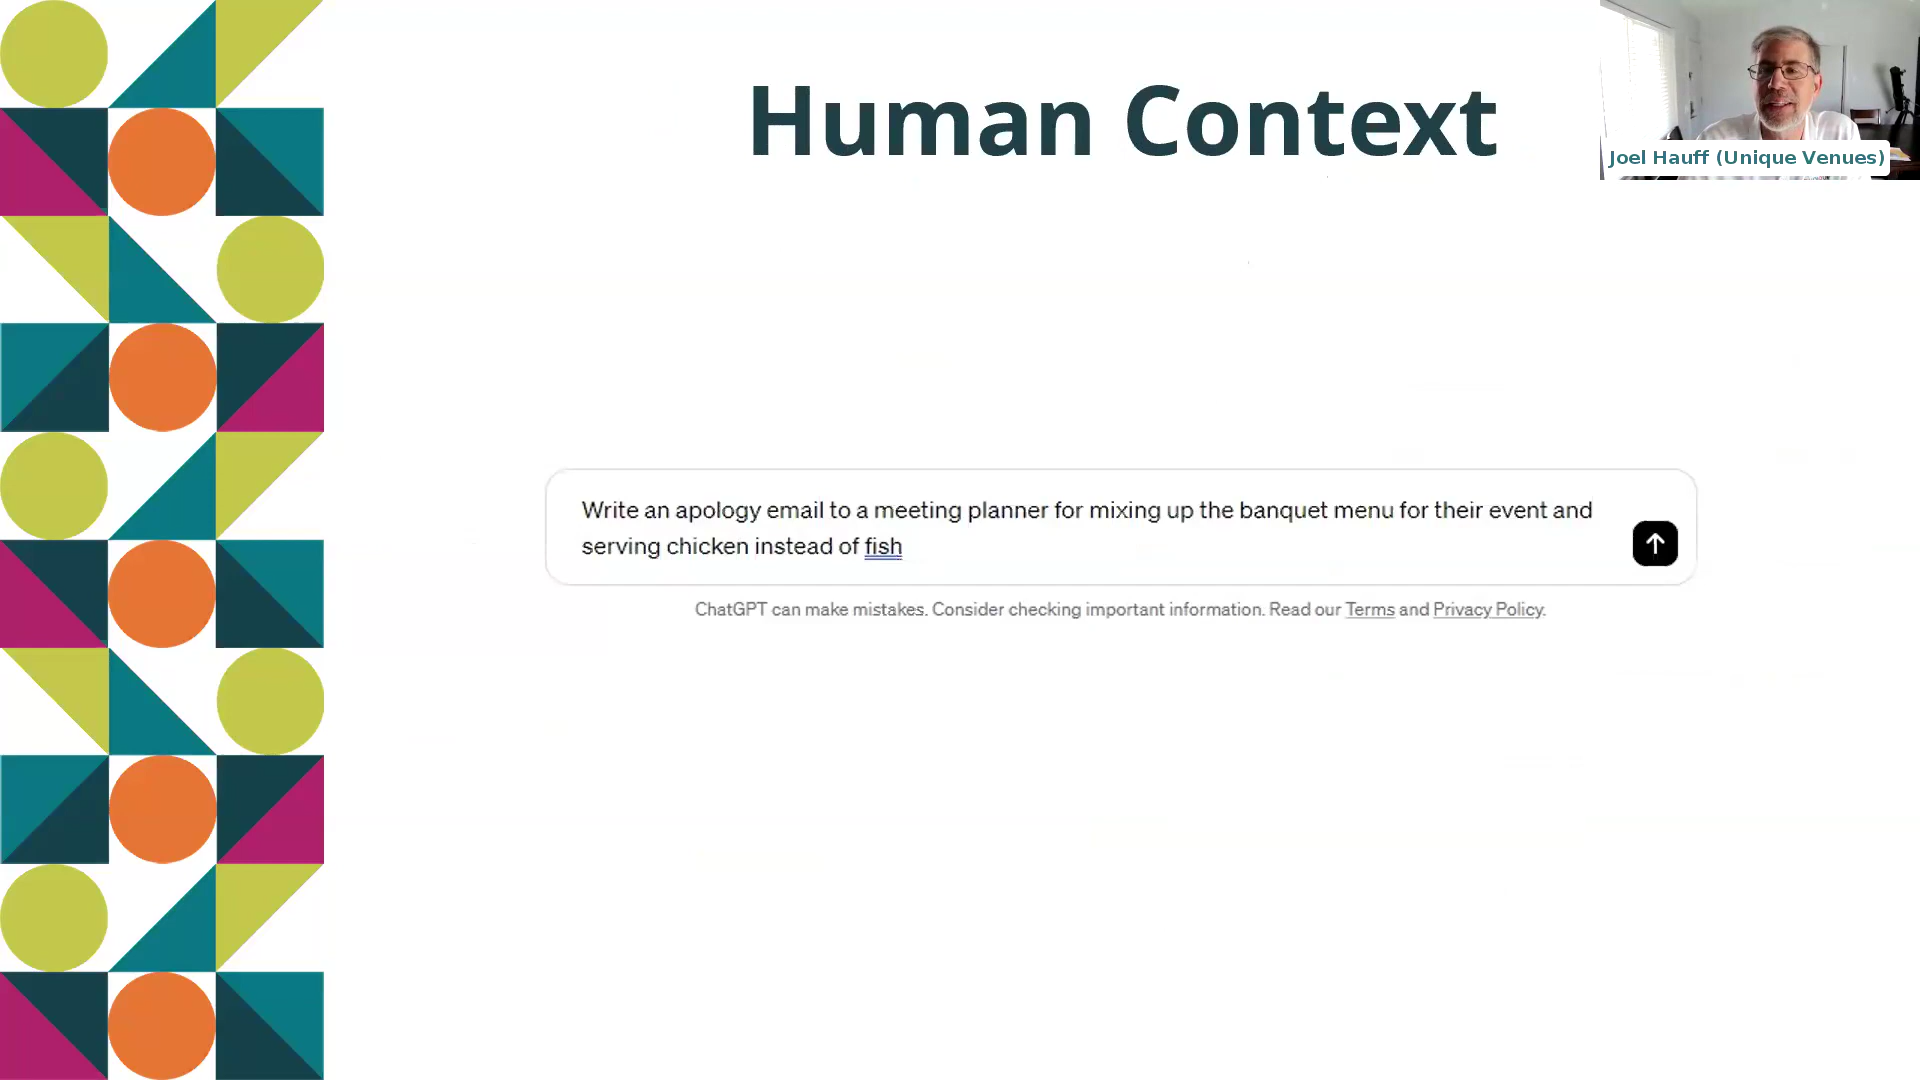 Human Context
Joel Hauff (Unique Venues)
Write an apology email to a meeting planner for mixing up the banquet menu for their event and
serving chicken instead of fish
ChatGPT can make mistakes. Consider checking important information. Read our Terms and Privacy Policy.